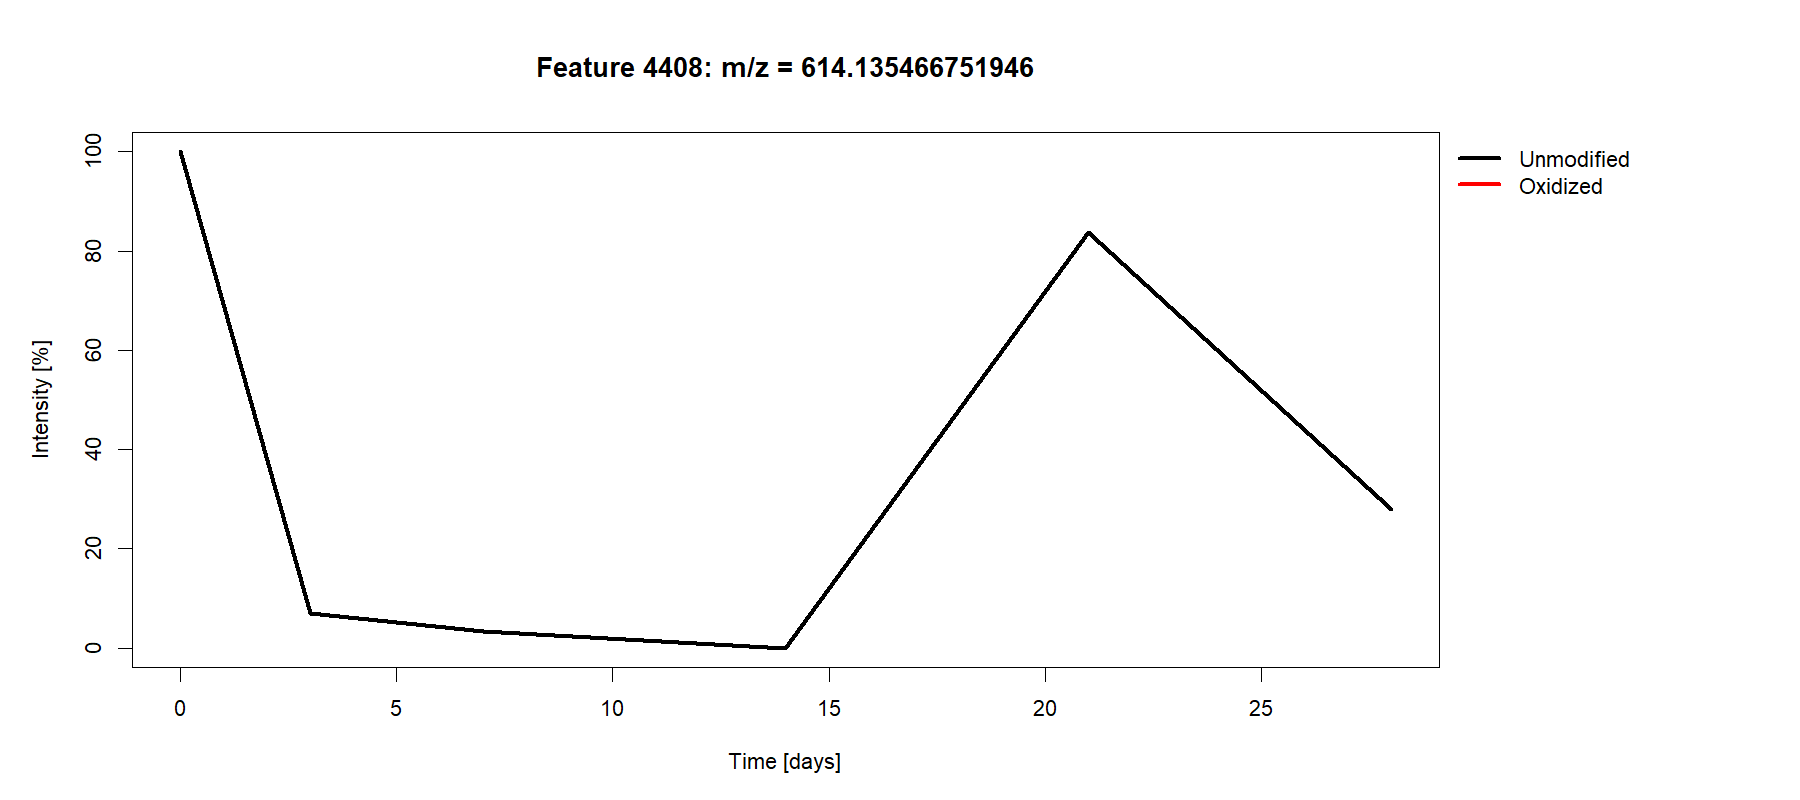 Feature 4408: m/z = 614.135466751946
Unmodified
Oxidized
Intensity [%]
100
80
60
40
20
0
0 5 10 15 20 25
Time [days]